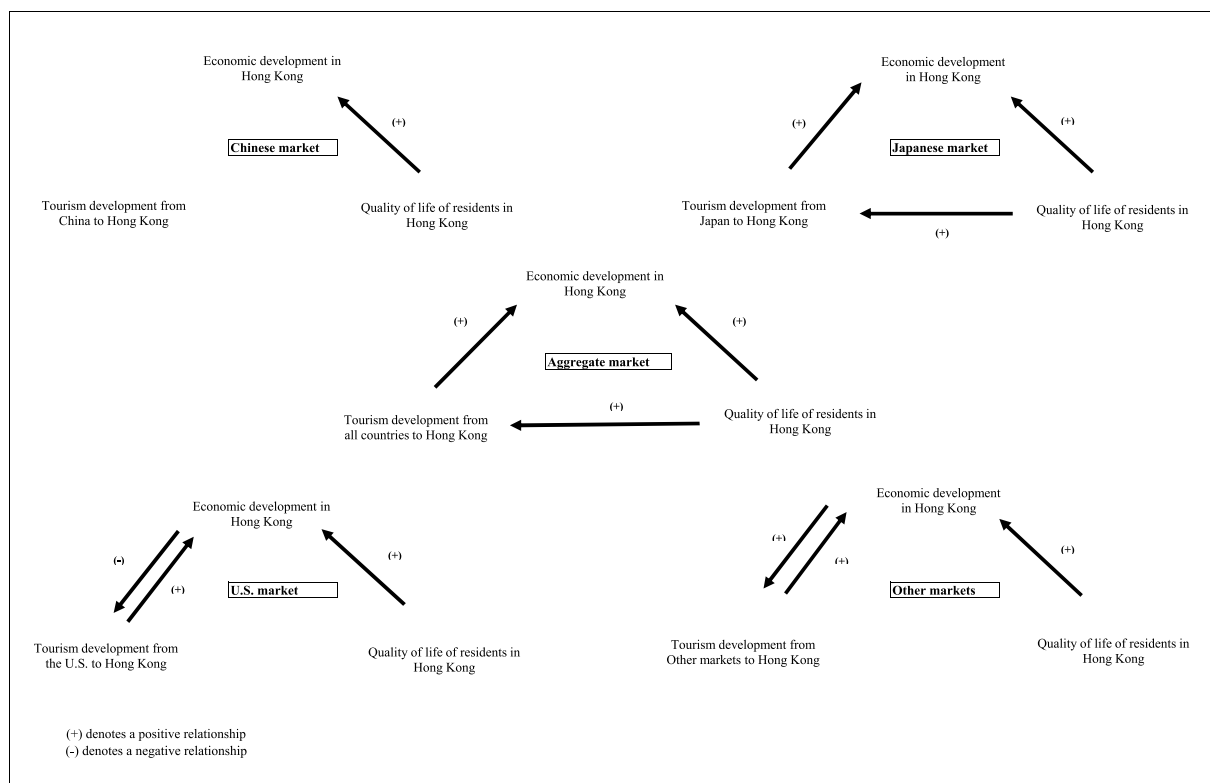 Economic development in
Hong Kong
(+)
Chinese market
Tourism development from
China to Hong Kong
Quality of life of residents in
Hong Kong
Economic development
in Hong Kong
(+)
(+)
Japanese market
Tourism development from
Japan to Hong Kong
(+)
Quality of life of residents in
Hong Kong
Economic development in
Hong Kong
(+)
(+)
Aggregate market
(+)
Tourism development from
all countries to Hong Kong
Quality of life of residents in
Hong Kong
Economic development in
Hong Kong
(-)
(+)
(+)
U.S. market
Tourism development from
the U.S. to Hong Kong
Quality of life of residents in
Hong Kong
Economic development
in Hong Kong
(+)
(+)
(+)
Other markets
Tourism development from
Other markets to Hong Kong
Quality of life of residents in
Hong Kong
(+) denotes a positive relationship
(-) denotes a negative relationship